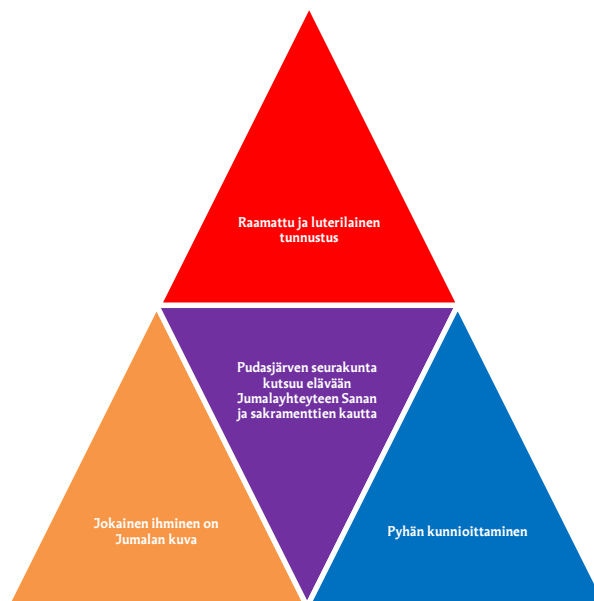 Raamattu ja luterilainen
tunnustus
Pudasjärven seurakunta
kutsuu elävään
Jumalayhteyteen Sanan
ja sakramenttien kautta
Jokainen ihminen on
Jumalan kuva
Pyhän kunnioittaminen